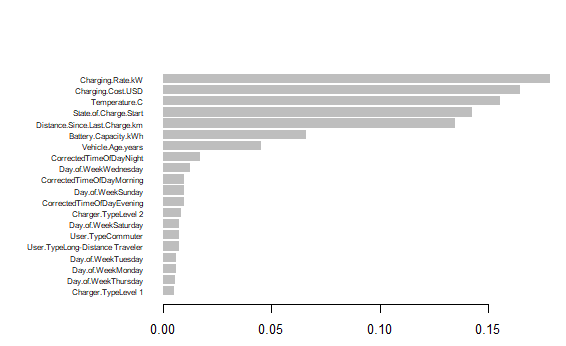 Charging.Rate.kW
Charging.Cost.USD
Temperature.C
State.of.Charge.Start
Distance.Since.Last.Charge.km
Battery.Capacity.kWh
Vehicle.Age.years
CorrectedTimeOfDayNight
Day.of.WeekWednesday
CorrectedTimeOfDayMorning
Day.of.WeekSunday
CorrectedTimeOfDayEvening
Charger.TypeLevel 2
Day.of.WeekSaturday
User.TypeCommuter
User.TypeLong-Distance Traveler
Day.of.WeekTuesday
Day.of.WeekMonday
Day.of.WeekThursday
Charger.TypeLevel 1
0.00 0.05 0.10 0.15